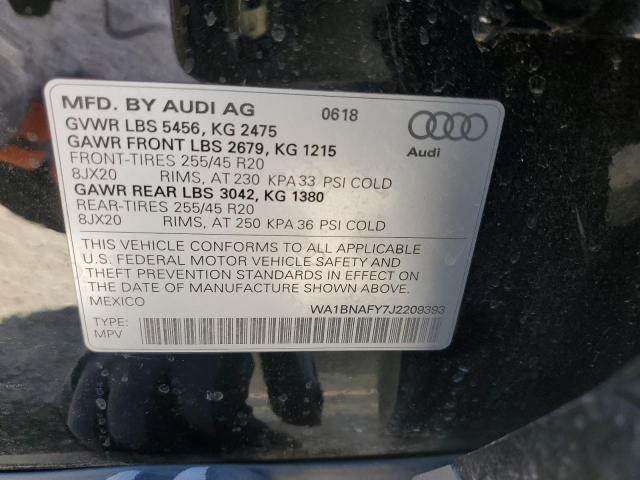 MFD. BY AUDI AG 0618
GVWR LBS 5456, KG 2475
GAWR FRONT LBS 2679, KG 1215
FRONT-TIRES 255/45 R20
8JX20 RIMS, AT 230 KPA 33 PSI COLD
GAWR REAR LBS 3042, KG 1380
REAR-TIRES 255/45 R20
8JX20 RIMS, AT 250 KPA 36 PSI COLD
Audi
THIS VEHICLE CONFORMS TO ALL APPLICABLE
U.S. FEDERAL MOTOR VEHICLE SAFETY AND
THEFT PREVENTION STANDARDS IN EFFECT ON
THE DATE OF MANUFACTURE SHOWN ABOVE.
MEXICO WA1BNAFY7J2209393
TYPE:
MPV